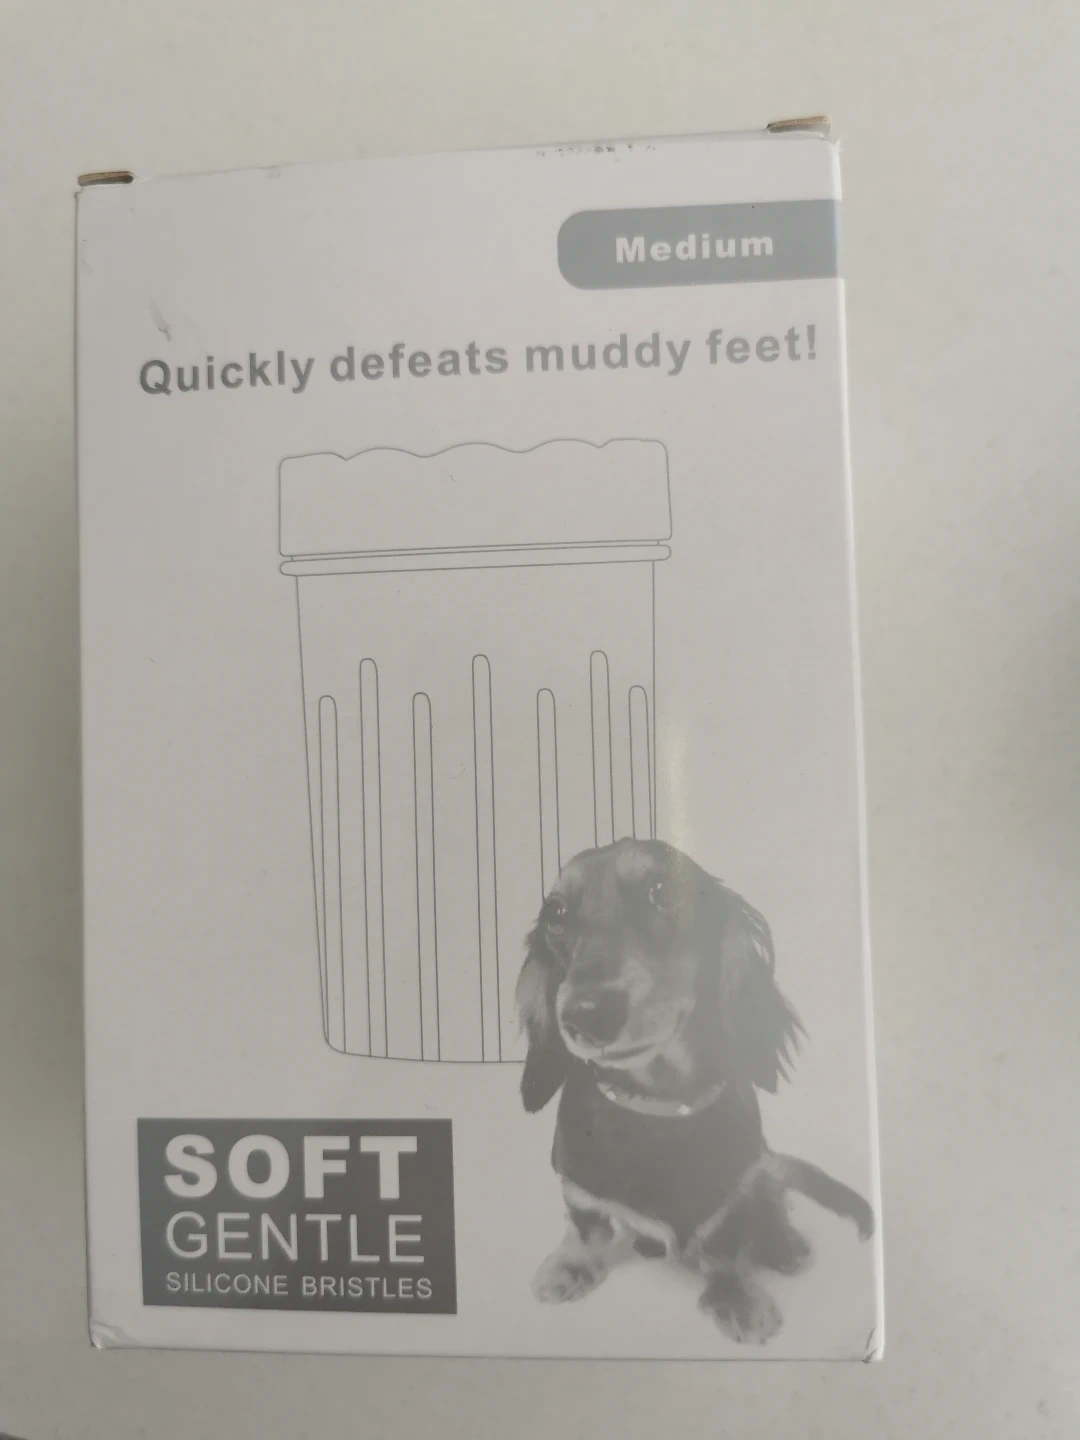 Medium
Quickly defeats muddy feet!
SOFT
GENTLE
SILICONE BRISTLES